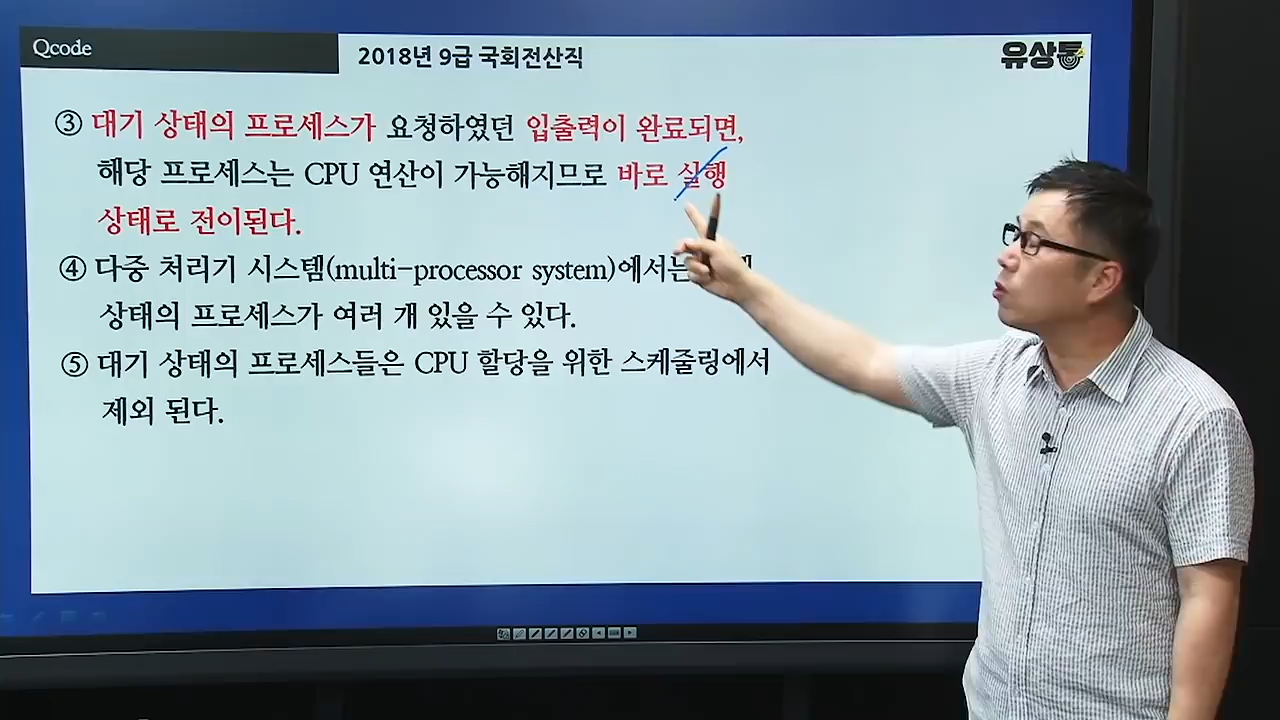 Qcode
2018년 9급 국회전산직
유상통
③ 대기 상태의 프로세스가 요청하였던 입출력이 완료되면,
해당 프로세스는 CPU 연산이 가능해지므로 바로 실행
상태로 전이된다.
④ 다중 처리기 시스템(multi-processor system)에서는
상태의 프로세스가 여러 개 있을 수 있다.
⑤ 대기 상태의 프로세스들은 CPU 할당을 위한 스케줄링에서
제외 된다.